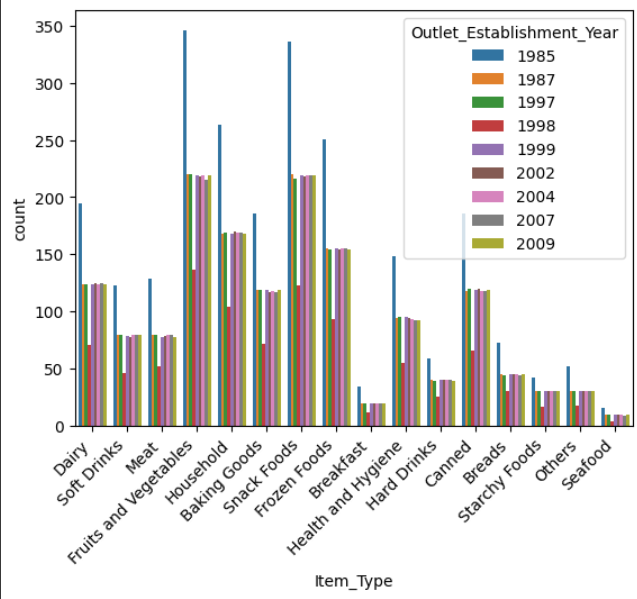 Outlet_Establishment_Year
1985
1987
1997
1998
1999
2002
2004
2007
2009
350
300
250
200
150
100
50
0
count
Dairy
Soft Drinks
Meat
Fruits and Vegetables
Household
Baking Goods
Snack Foods
Frozen Foods
Breakfast
Health and Hygiene
Hard Drinks
Canned
Breads
Starchy Foods
Others
Seafood
Item_Type